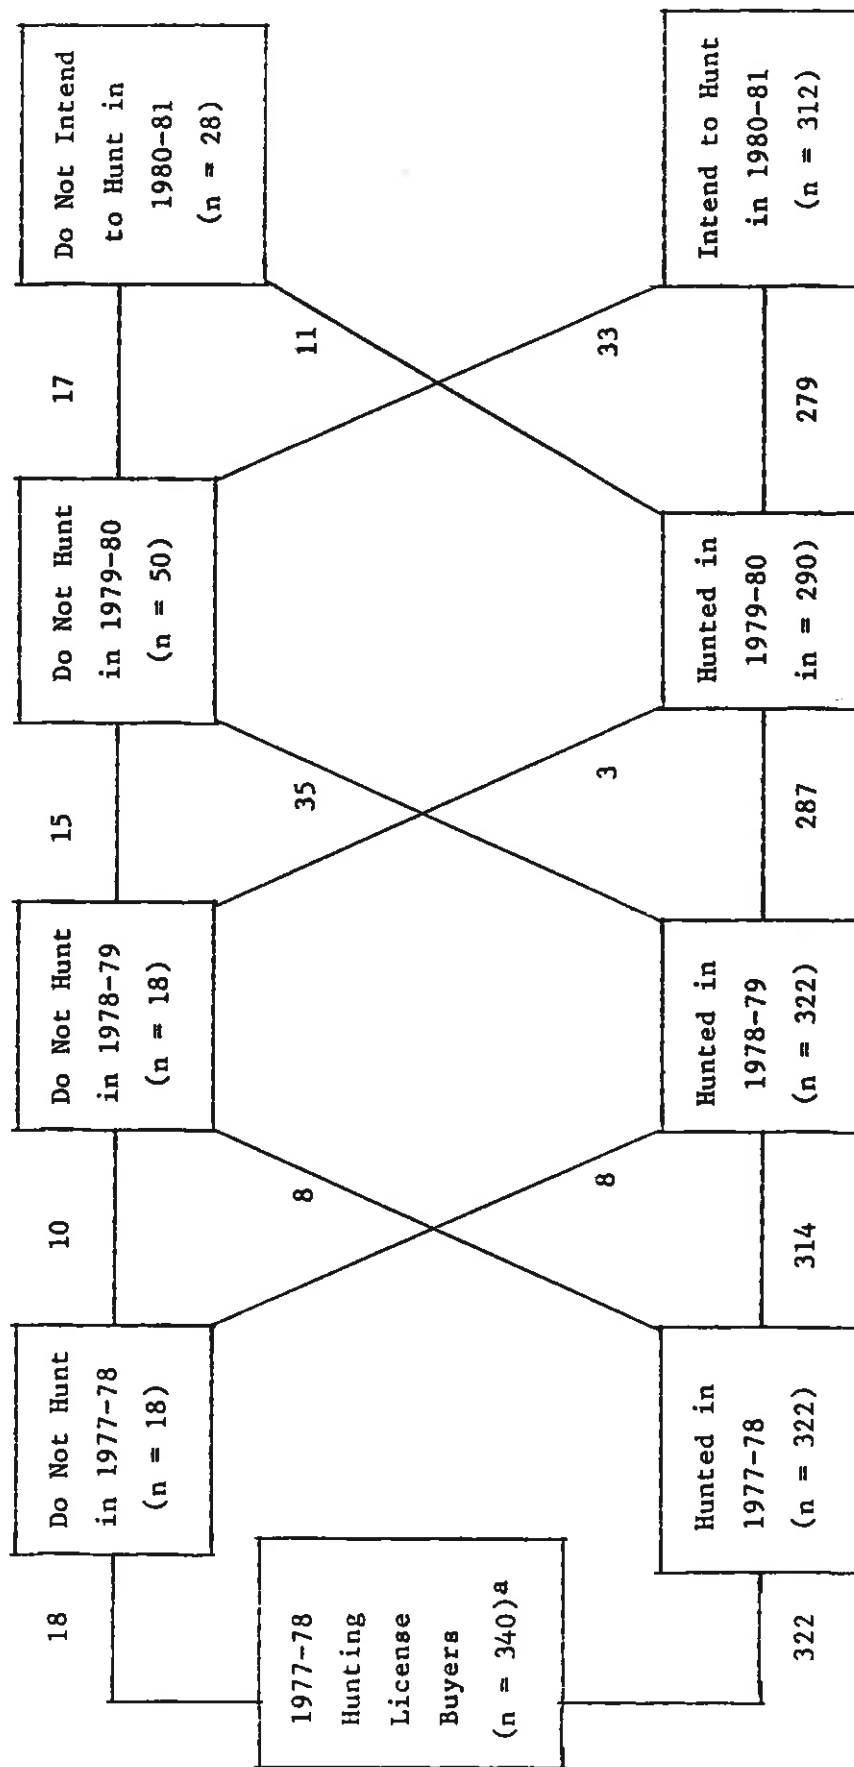 18
10
15
17
Do Not Hunt
in 1977-78
(n = 18)
Do Not Hunt
in 1978-79
(n = 18)
Do Not Hunt
in 1979-80
(n = 50)
Do Not Intend
to Hunt in
1980-81
(n = 28)
1977-78
Hunting
License
Buyers
(n = 340)a
8
35
11
8
3
33
Hunted in
1977-78
(n = 322)
Hunted in
1978-79
(n = 322)
Hunted in
1979-80
in = 290)
Intend to Hunt
in 1980-81
(n = 312)
322
314
287
279